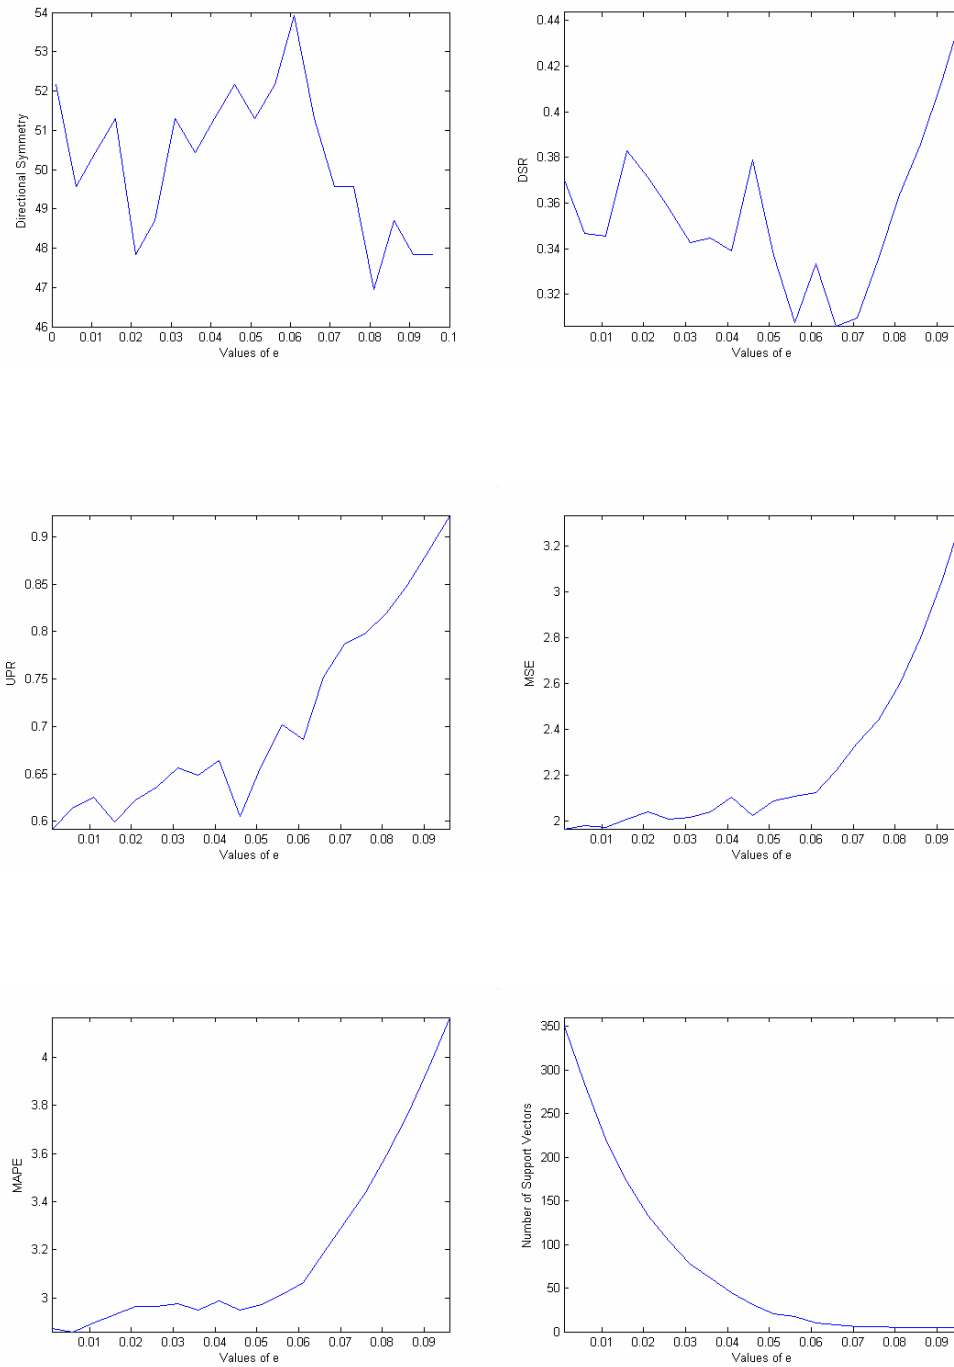 54
53
52
51
50
49
48
47
46
Directional Symmetry
0 0.01 0.02 0.03 0.04 0.05 0.06 0.07 0.08 0.09 0.1
Values of e
0.44
0.42
0.4
0.38
0.36
0.34
0.32
DSR
0.01 0.02 0.03 0.04 0.05 0.06 0.07 0.08 0.09
Values of e
0.9
0.85
0.8
0.75
0.7
0.65
0.6
UPR
0.01 0.02 0.03 0.04 0.05 0.06 0.07 0.08 0.09
Values of e
3.2
3
2.8
2.6
2.4
2.2
2
MSE
0.01 0.02 0.03 0.04 0.05 0.06 0.07 0.08 0.09
Values of e
4
3.8
3.6
3.4
3.2
3
MAPE
0.01 0.02 0.03 0.04 0.05 0.06 0.07 0.08 0.09
Values of e
350
300
250
200
150
100
50
0
Number of Support Vectors
0.01 0.02 0.03 0.04 0.05 0.06 0.07 0.08 0.09
Values of e